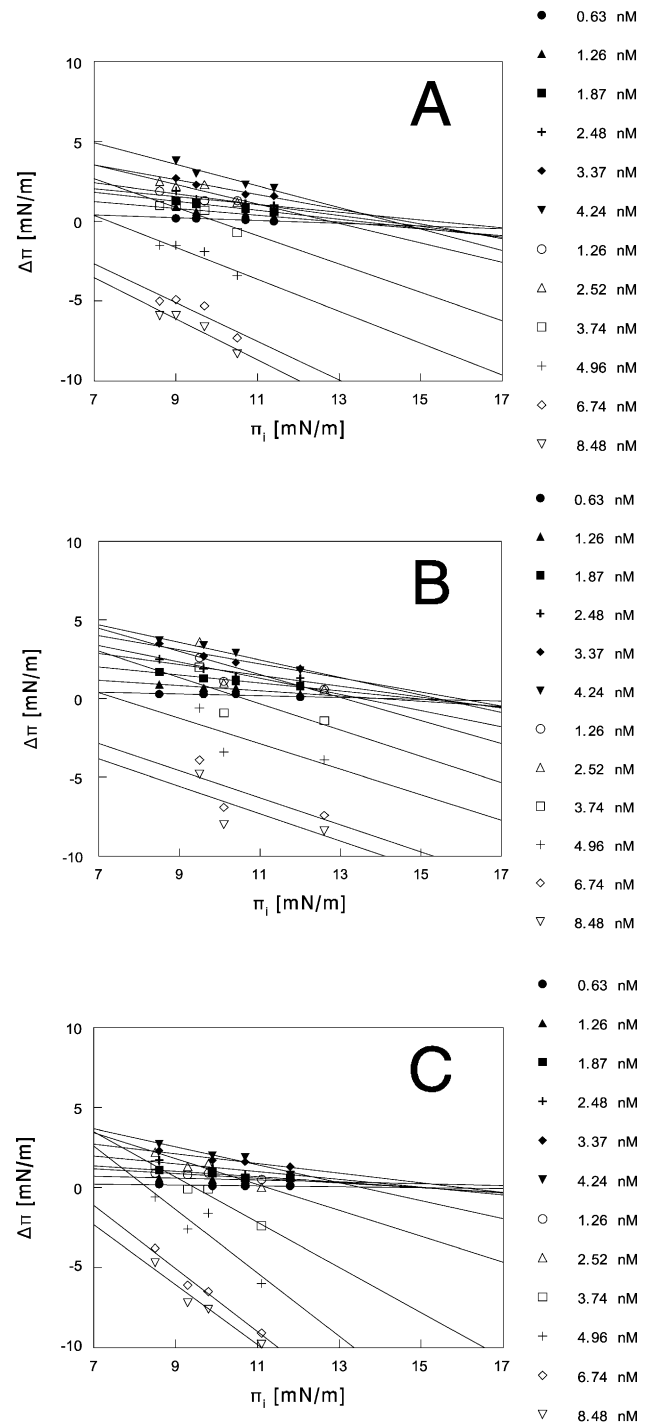 A
10
5
0
-5
-10
Δπ [mN/m]
7 9 11 13 15 17
πi [mN/m]
0.63 nM
1.26 nM
1.87 nM
2.48 nM
3.37 nM
4.24 nM
1.26 nM
2.52 nM
3.74 nM
4.96 nM
6.74 nM
8.48 nM
B
10
5
0
-5
-10
Δπ [mN/m]
7 9 11 13 15 17
πi [mN/m]
0.63 nM
1.26 nM
1.87 nM
2.48 nM
3.37 nM
4.24 nM
1.26 nM
2.52 nM
3.74 nM
4.96 nM
6.74 nM
8.48 nM
C
10
5
0
-5
-10
Δπ [mN/m]
7 9 11 13 15 17
πi [mN/m]
0.63 nM
1.26 nM
1.87 nM
2.48 nM
3.37 nM
4.24 nM
1.26 nM
2.52 nM
3.74 nM
4.96 nM
6.74 nM
8.48 nM